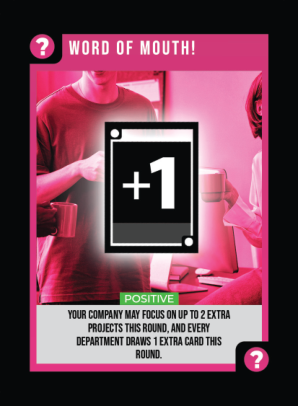 ?
WORD OF MOUTH!
+1
POSITIVE
YOUR COMPANY MAY FOCUS ON UP TO 2 EXTRA
PROJECTS THIS ROUND, AND EVERY
DEPARTMENT DRAWS 1 EXTRA CARD THIS
ROUND.
?